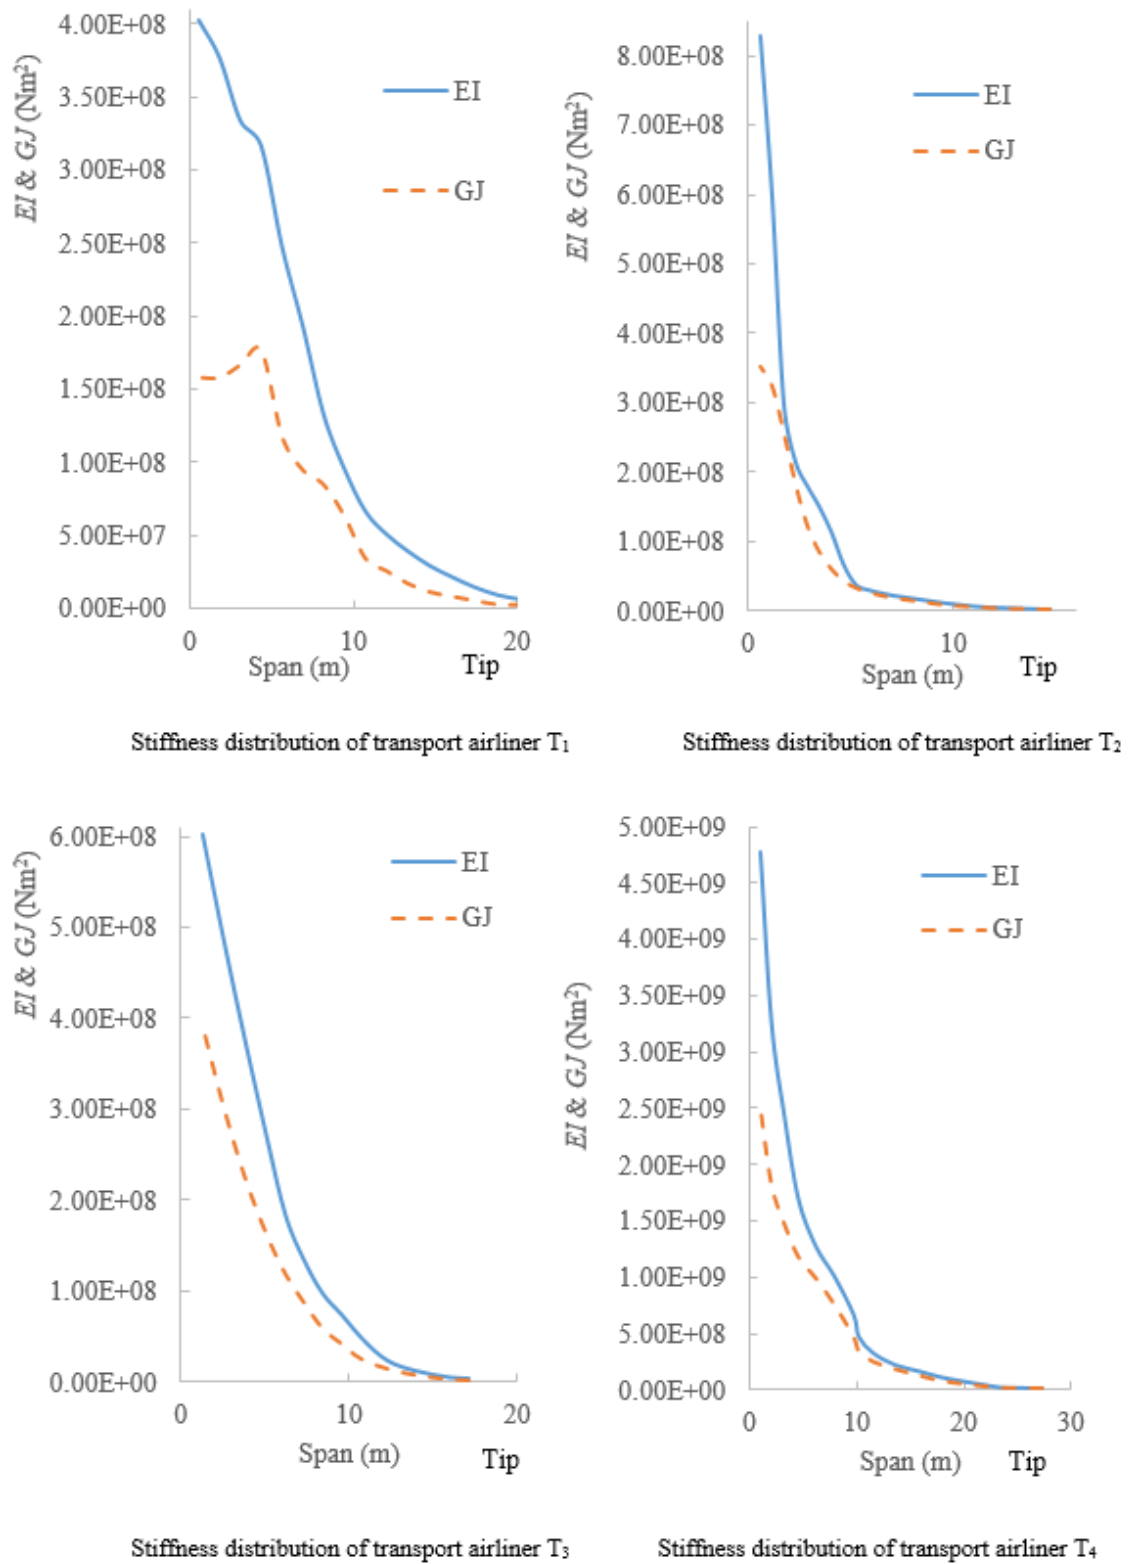 4.00E+08
3.50E+08
3.00E+08
2.50E+08
2.00E+08
1.50E+08
1.00E+08
5.00E+07
0.00E+00
EI & GJ (Nm²)
EI
GJ
0
10
20
Span (m)
Tip
Stiffness distribution of transport airliner T₁
8.00E+08
7.00E+08
6.00E+08
5.00E+08
4.00E+08
3.00E+08
2.00E+08
1.00E+08
0.00E+00
EI & GJ (Nm²)
EI
GJ
0
10
Span (m)
Tip
Stiffness distribution of transport airliner T₂
6.00E+08
5.00E+08
4.00E+08
3.00E+08
2.00E+08
1.00E+08
0.00E+00
EI & GJ (Nm²)
EI
GJ
0
10
20
Span (m)
Tip
Stiffness distribution of transport airliner T₃
5.00E+09
4.50E+09
4.00E+09
3.50E+09
3.00E+09
2.50E+09
2.00E+09
1.50E+09
1.00E+09
5.00E+08
0.00E+00
EI & GJ (Nm²)
EI
GJ
0
10
20
30
Span (m)
Tip
Stiffness distribution of transport airliner T₄